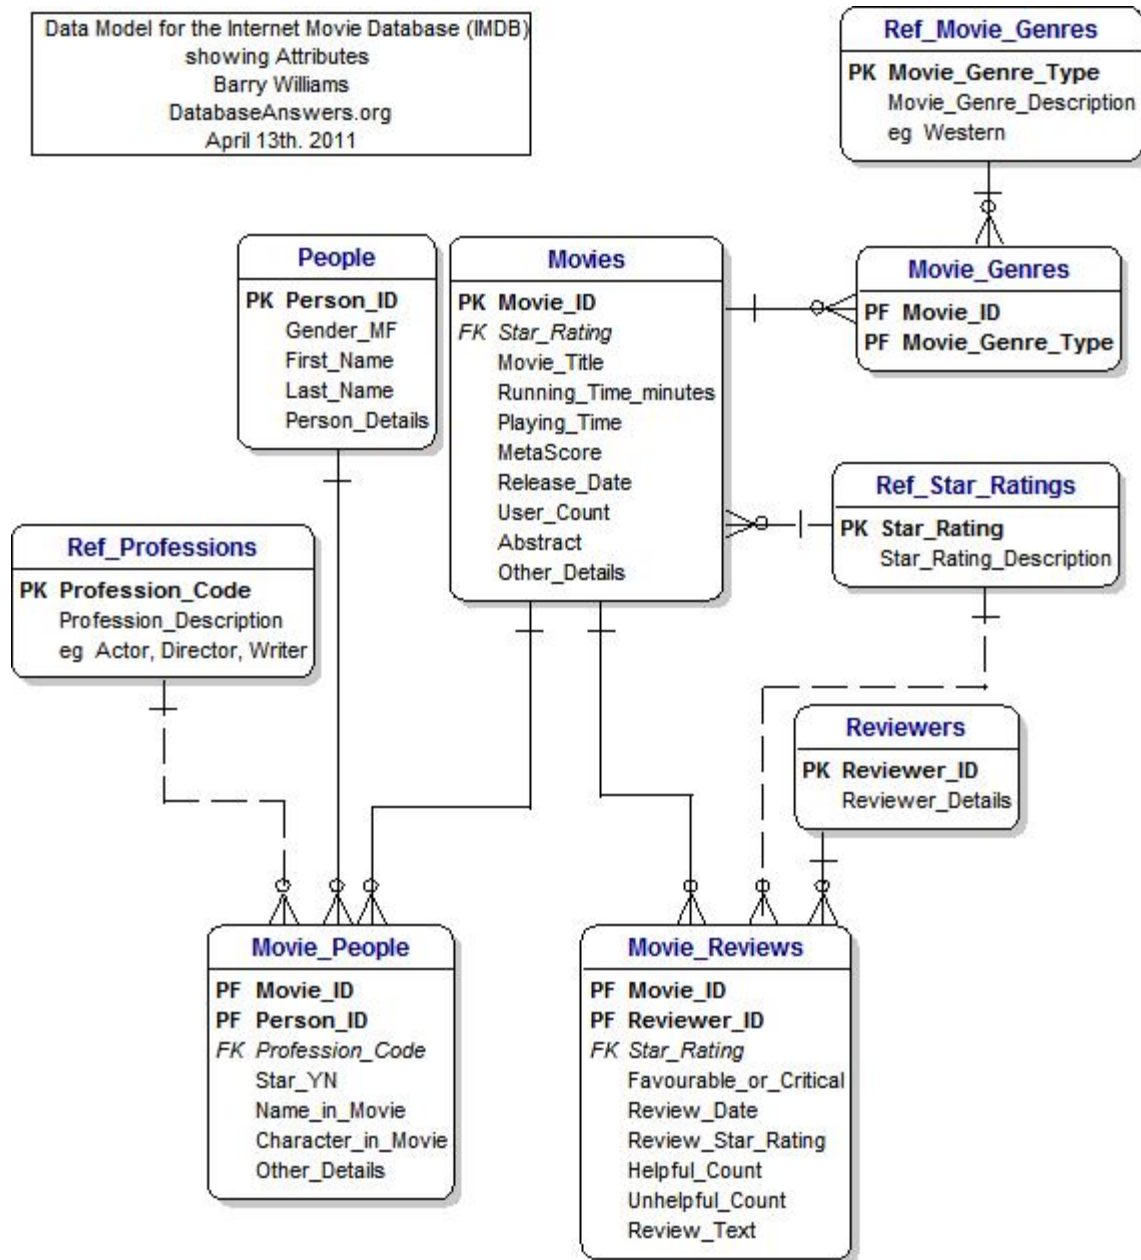 Data Model for the Internet Movie Database (IMDB)
showing Attributes
Barry Williams
DatabaseAnswers.org
April 13th. 2011
Ref_Movie_Genres
PK Movie_Genre_Type
Movie_Genre_Description
eg Western
People
PK Person_ID
Gender_MF
First_Name
Last_Name
Person_Details
Movies
PK Movie_ID
FK Star_Rating
Movie_Title
Running_Time_minutes
Playing_Time
MetaScore
Release_Date
User_Count
Abstract
Other_Details
Movie_Genres
PF Movie_ID
PF Movie_Genre_Type
Ref_Star_Ratings
PK Star_Rating
Star_Rating_Description
Ref_Professions
PK Profession_Code
Profession_Description
eg Actor, Director, Writer
Reviewers
PK Reviewer_ID
Reviewer_Details
Movie_People
PF Movie_ID
PF Person_ID
FK Profession_Code
Star_YN
Name_in_Movie
Character_in_Movie
Other_Details
Movie_Reviews
PF Movie_ID
PF Reviewer_ID
FK Star_Rating
Favourable_or_Critical
Review_Date
Review_Star_Rating
Helpful_Count
Unhelpful_Count
Review_Text